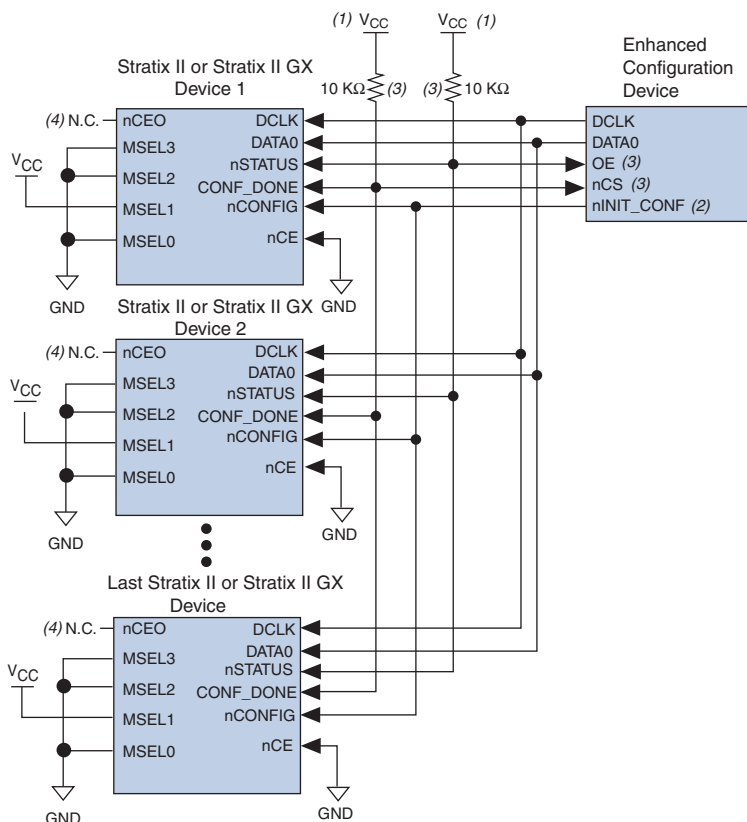 (1) VCC
VCC (1)
10 KΩ (3)
(3) 10 KΩ
Enhanced
Configuration
Device
DCLK
DATA0
OE (3)
nCS (3)
nINIT_CONF (2)
Stratix II or Stratix II GX
Device 1
(4) N.C.
nCEO
MSEL3
MSEL2
MSEL1
MSEL0
VCC
GND
DCLK
DATA0
nSTATUS
CONF_DONE
nCONFIG
nCE
GND
Stratix II or Stratix II GX
Device 2
(4) N.C.
nCEO
MSEL3
MSEL2
MSEL1
MSEL0
VCC
GND
DCLK
DATA0
nSTATUS
CONF_DONE
nCONFIG
nCE
GND
Last Stratix II or Stratix II GX
Device
(4) N.C.
nCEO
MSEL3
MSEL2
MSEL1
MSEL0
VCC
GND
DCLK
DATA0
nSTATUS
CONF_DONE
nCONFIG
nCE
GND